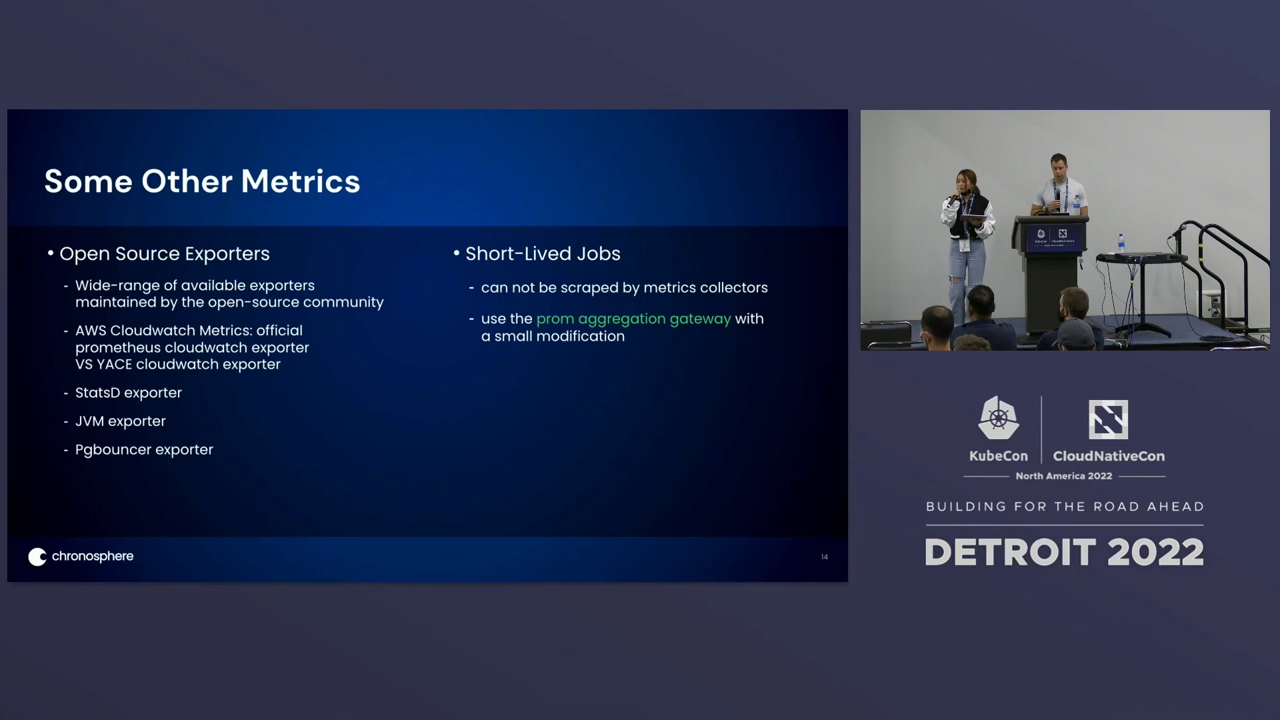 Some Other Metrics
• Open Source Exporters
- Wide-range of available exporters
maintained by the open-source community
- AWS Cloudwatch Metrics: official
prometheus cloudwatch exporter
VS YACE cloudwatch exporter
- StatsD exporter
- JVM exporter
- Pgbouncer exporter
• Short-Lived Jobs
- can not be scraped by metrics collectors
- use the prom aggregation gateway with
a small modification
chronosphere
14
KubeCon
CloudNativeCon
North America 2022
BUILDING FOR THE ROAD AHEAD
DETROIT 2022